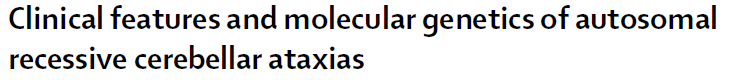 Clinical features and molecular genetics of autosomal
recessive cerebellar ataxias